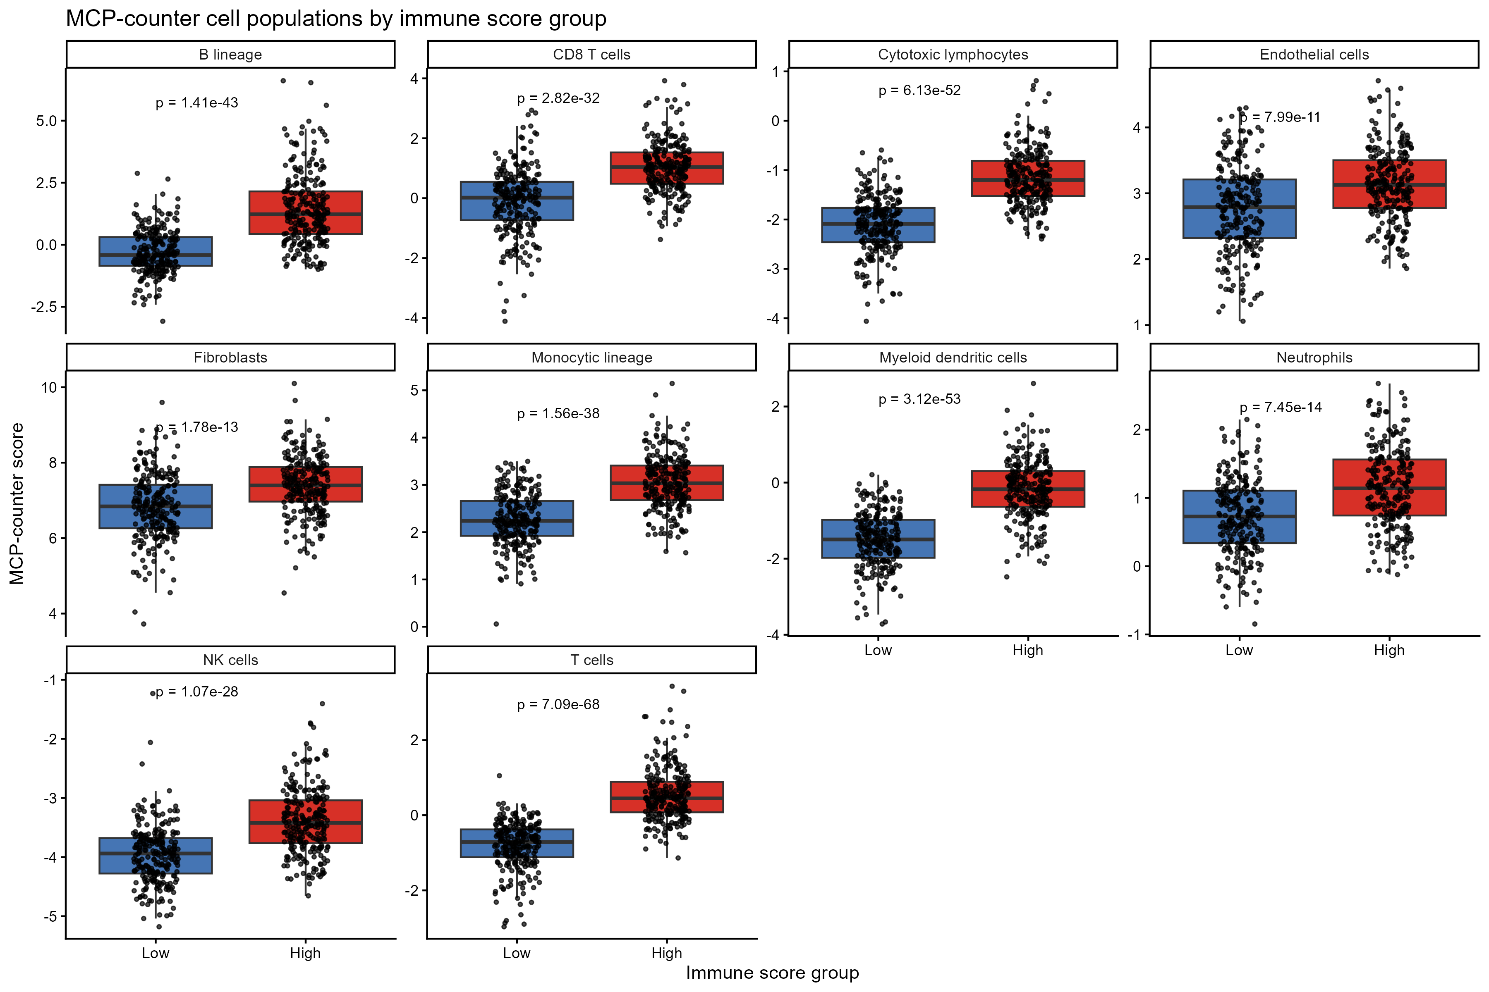 MCP-counter cell populations by immune score group
B lineage
CD8 T cells
Cytotoxic lymphocytes
Endothelial cells
p = 1.41e-43
p = 2.82e-32
p = 6.13e-52
p = 7.99e-11
5.0
2.5
0.0
-2.5
4
2
0
-2
-4
1
0
-1
-2
-3
-4
4
3
2
1
Fibroblasts
Monocytic lineage
Myeloid dendritic cells
Neutrophils
p = 1.78e-13
p = 1.56e-38
p = 3.12e-53
p = 7.45e-14
10
8
6
4
5
4
3
2
1
0
2
0
-2
-4
2
1
0
-1
Low
High
Low
High
NK cells
T cells
p = 1.07e-28
p = 7.09e-68
-1
-2
-3
-4
-5
2
0
-2
Low
High
Low
High
MCP-counter score
Immune score group